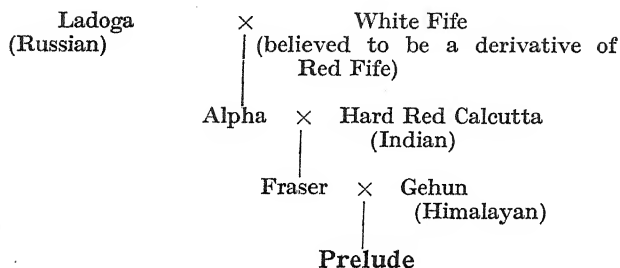 Ladoga × White Fife
(Russian) (believed to be a derivative of
Red Fife)
Alpha × Hard Red Calcutta
(Indian)
Fraser × Gehun
(Himalayan)
Prelude